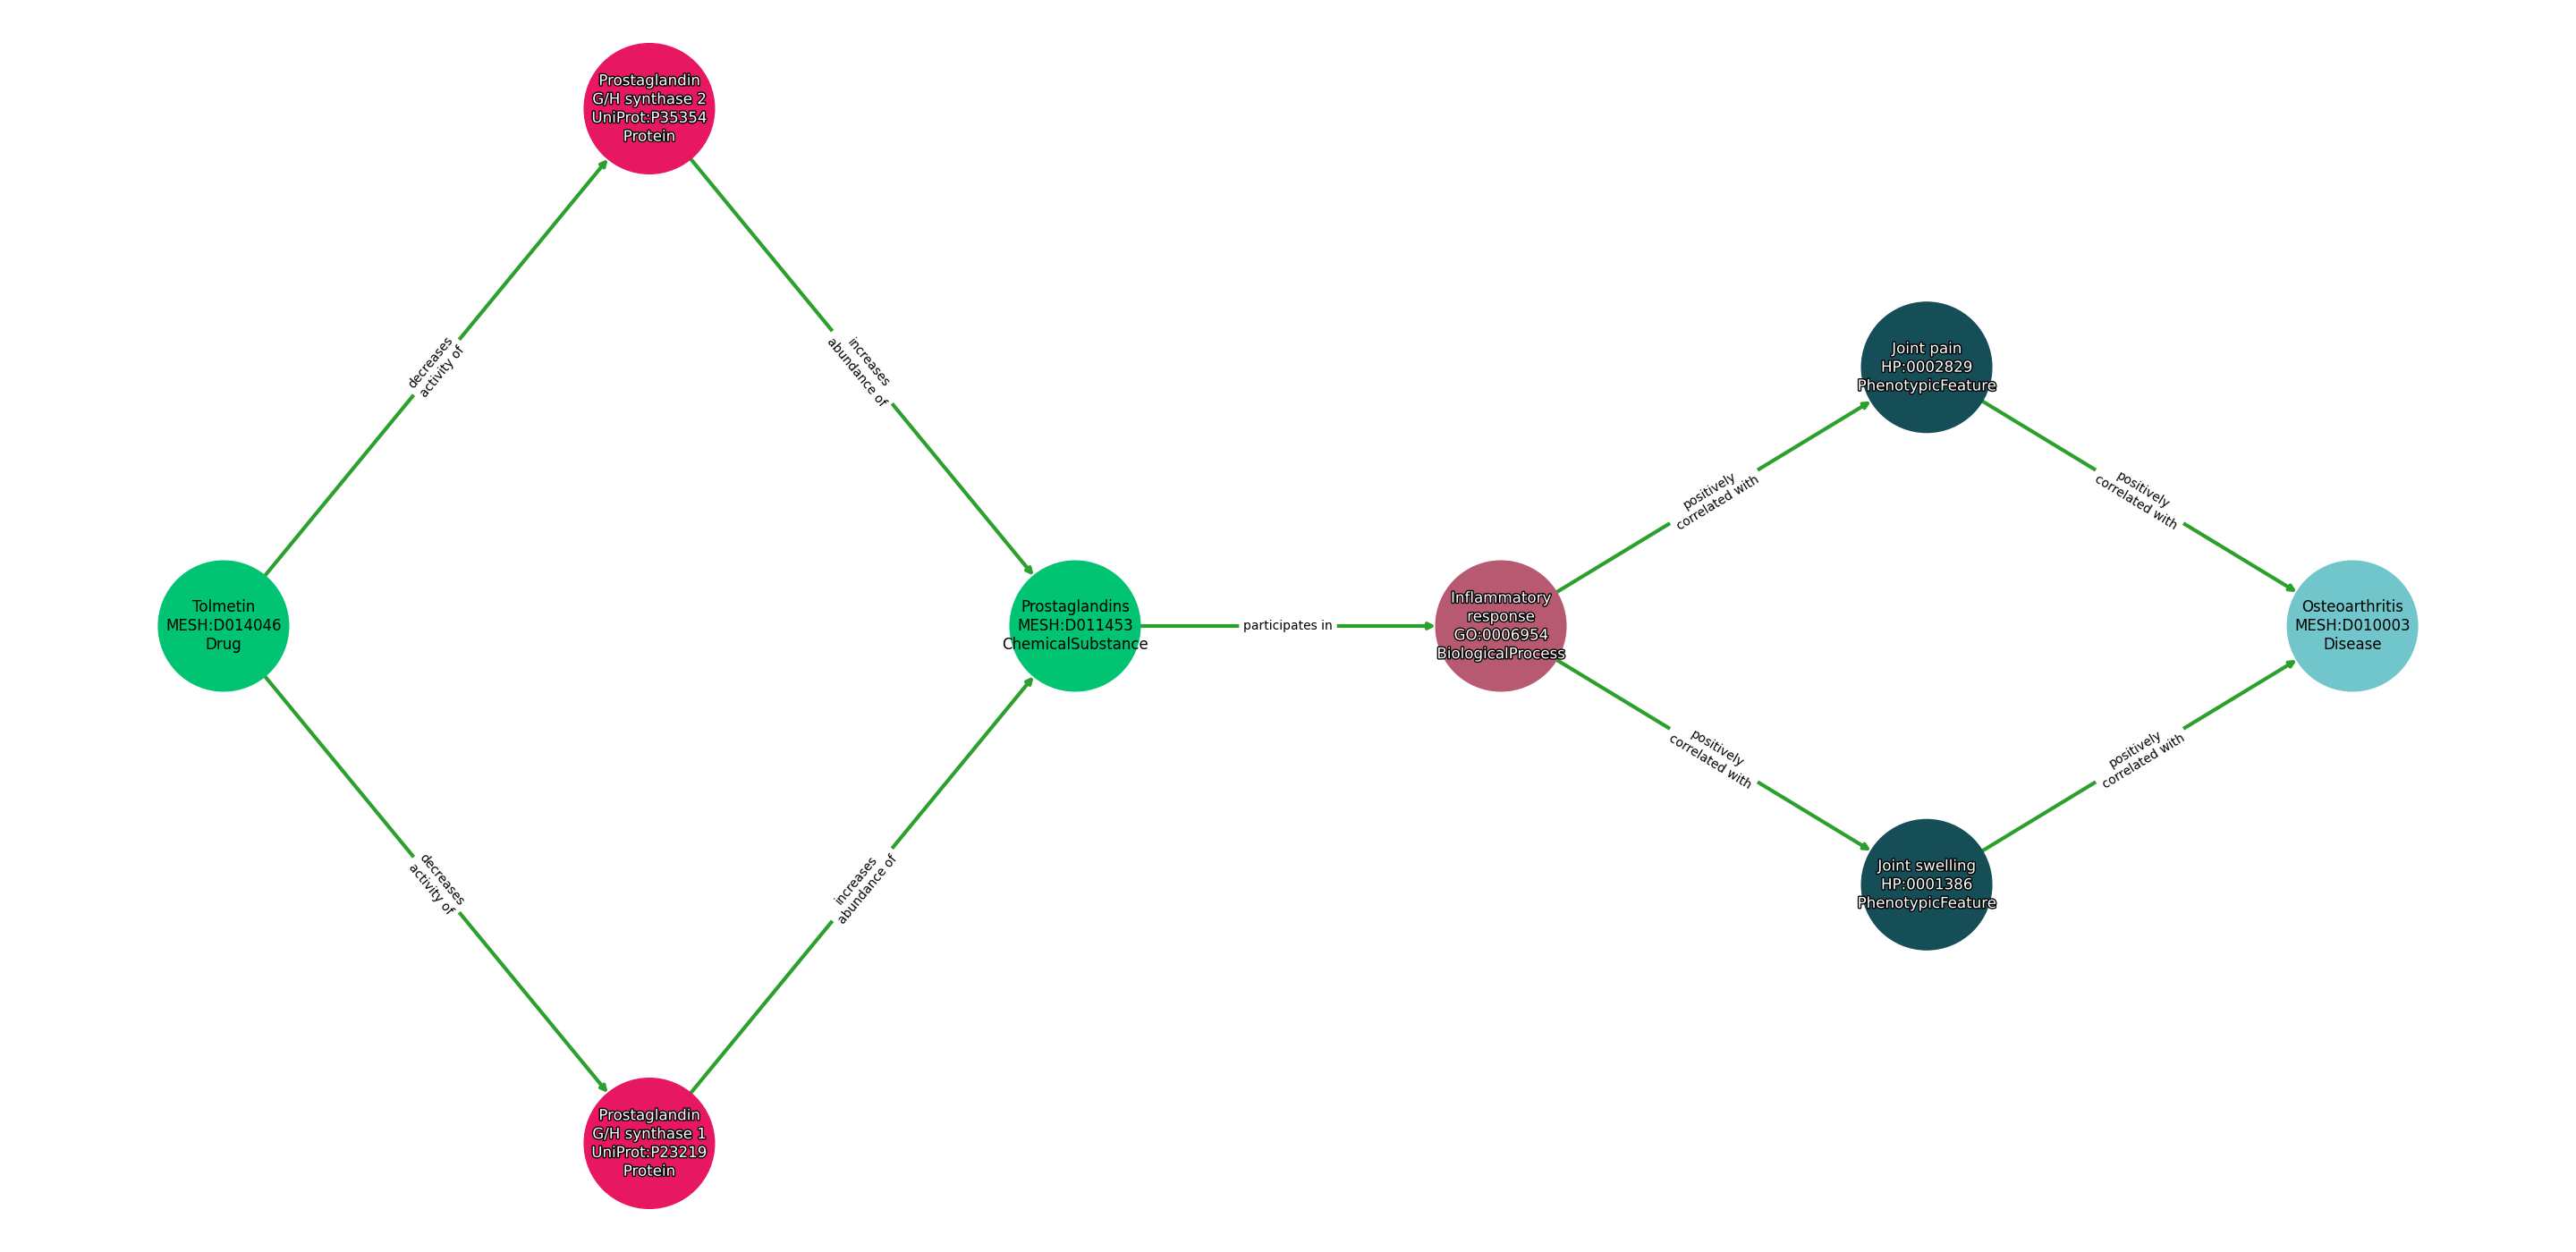 Prostaglandin
G/H synthase 2
UniProt:P35354
Protein
decreases
activity of
increases
abundance of
Joint pain
HP:0002829
PhenotypicFeature
positively
correlated with
positively
correlated with
Tolmetin
MESH:D014046
Drug
Prostaglandins
MESH:D011453
ChemicalSubstance
participates in
Inflammatory
response
GO:0006954
BiologicalProcess
Osteoarthritis
MESH:D010003
Disease
positively
correlated with
positively
correlated with
decreases
activity of
increases
abundance of
Joint swelling
HP:0001386
PhenotypicFeature
Prostaglandin
G/H synthase 1
UniProt:P23219
Protein